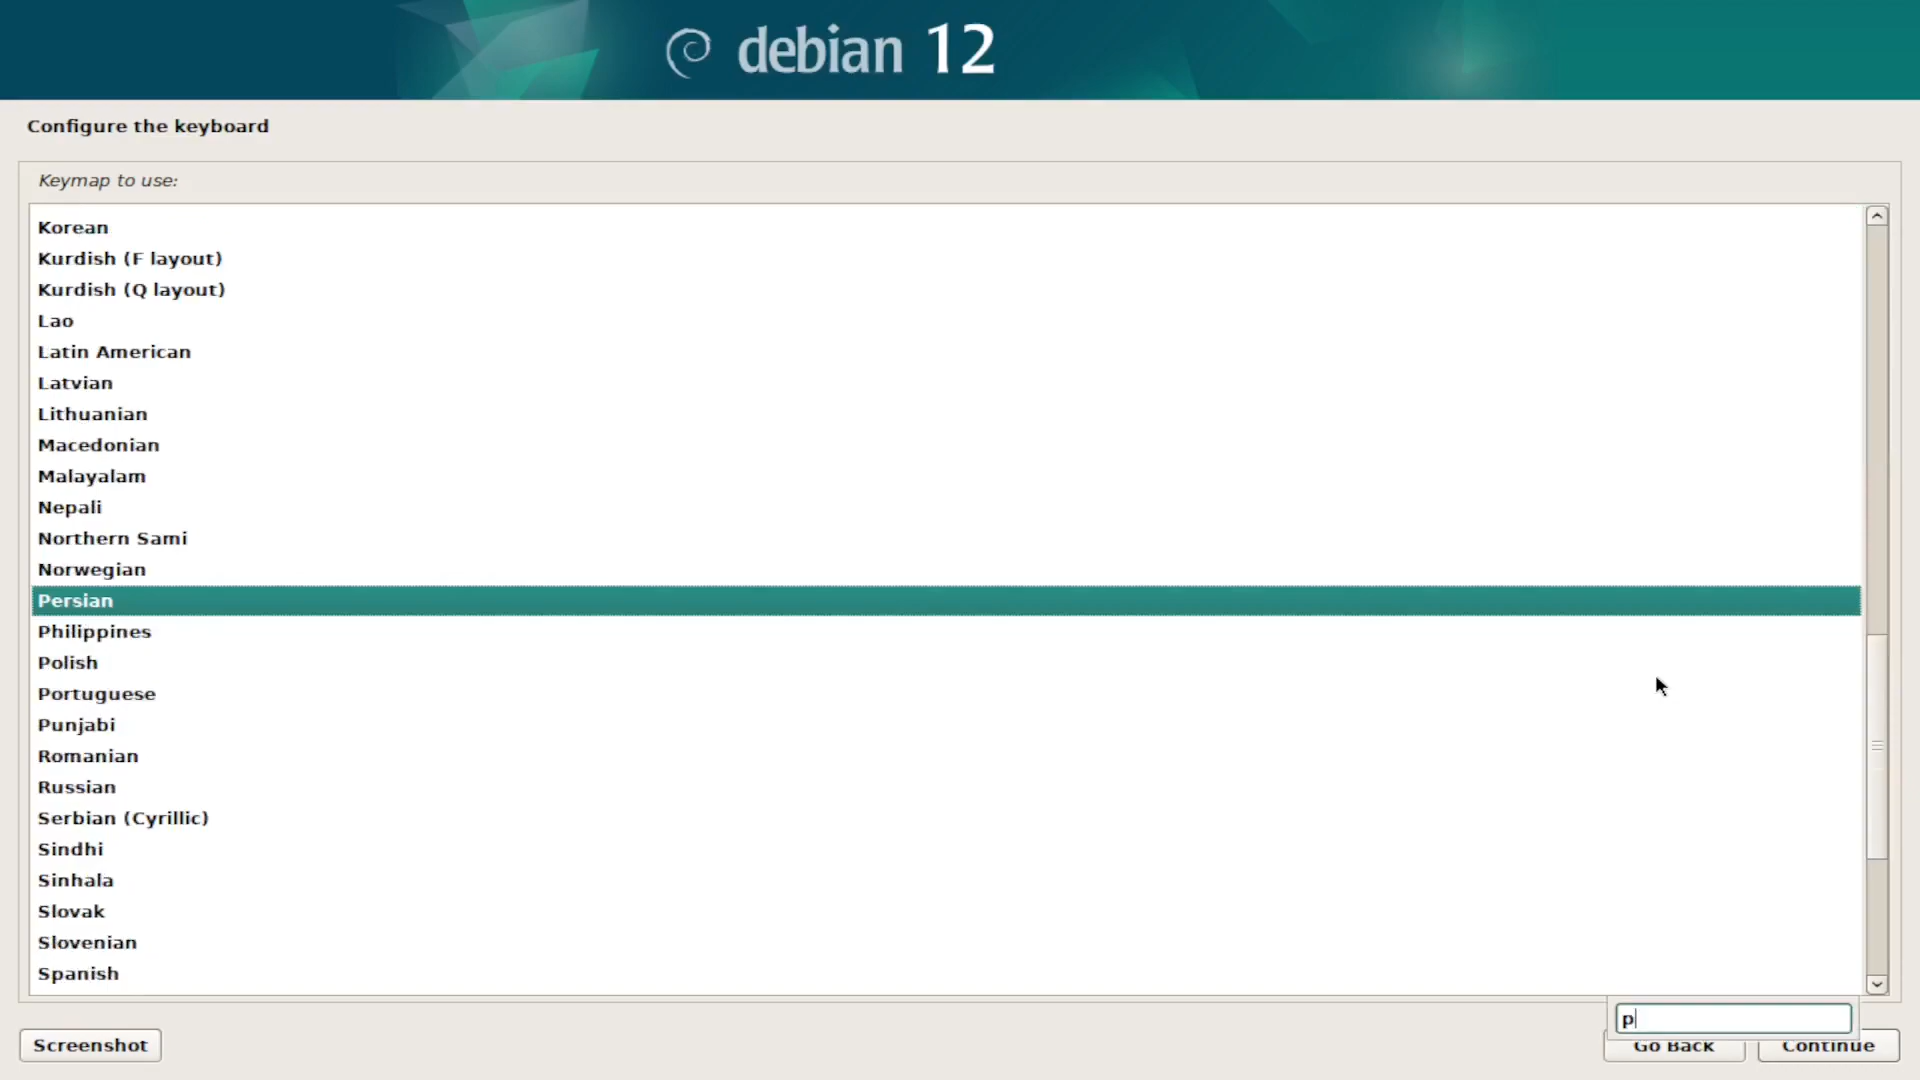 debian 12
Configure the keyboard
Keymap to use:
Korean
Kurdish (F layout)
Kurdish (Q layout)
Lao
Latin American
Latvian
Lithuanian
Macedonian
Malayalam
Nepali
Northern Sami
Norwegian
Persian
Philippines
Polish
Portuguese
Punjabi
Romanian
Russian
Serbian (Cyrillic)
Sindhi
Sinhala
Slovak
Slovenian
Spanish
p
Screenshot
Go Back
Continue